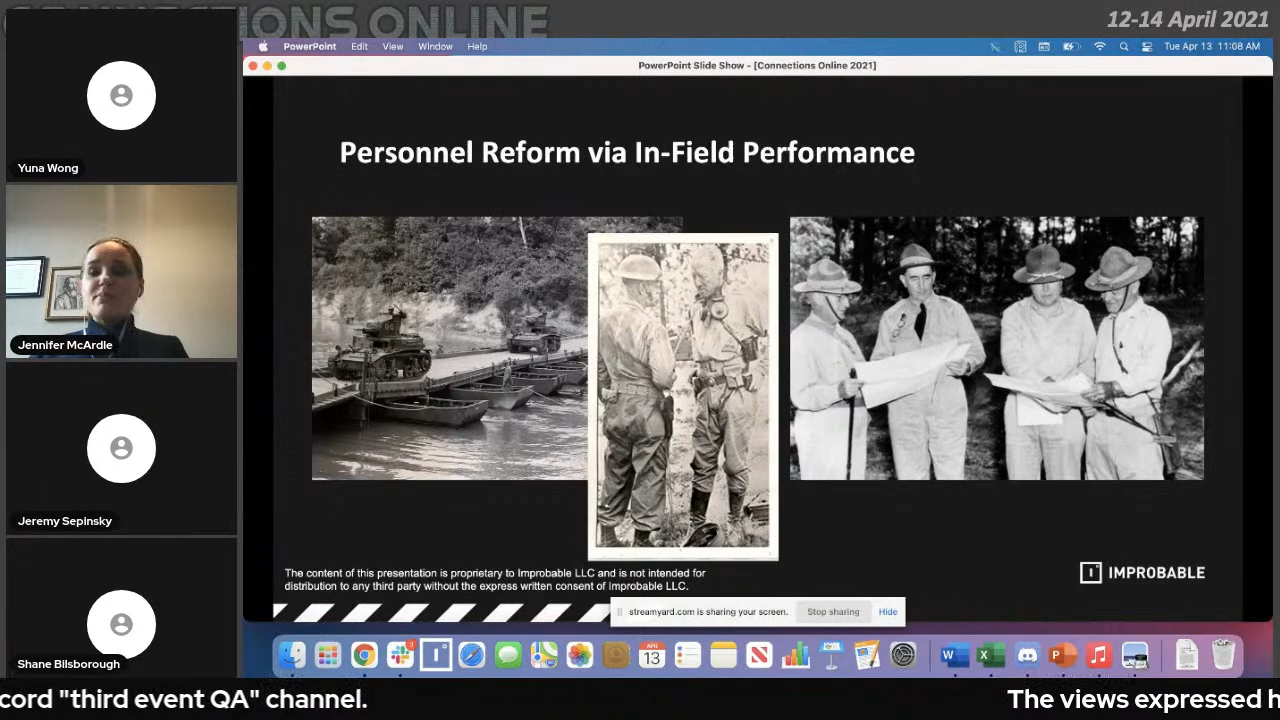 CONNECTIONS ONLINE
12-14 April 2021
PowerPoint Edit View Window Help
Tue Apr 13 11:08 AM
PowerPoint Slide Show - [Connections Online 2021]
Yuna Wong
Personnel Reform via In-Field Performance
Jennifer McArdle
Jeremy Sepinsky
The content of this presentation is proprietary to Improbable LLC and is not intended for
distribution to any third party without the express written consent of Improbable LLC.
IMPROBABLE
streamyard.com is sharing your screen. Stop sharing Hide
Shane Bilsborough
APR
13
cord "third event QA" channel.
The views expressed h